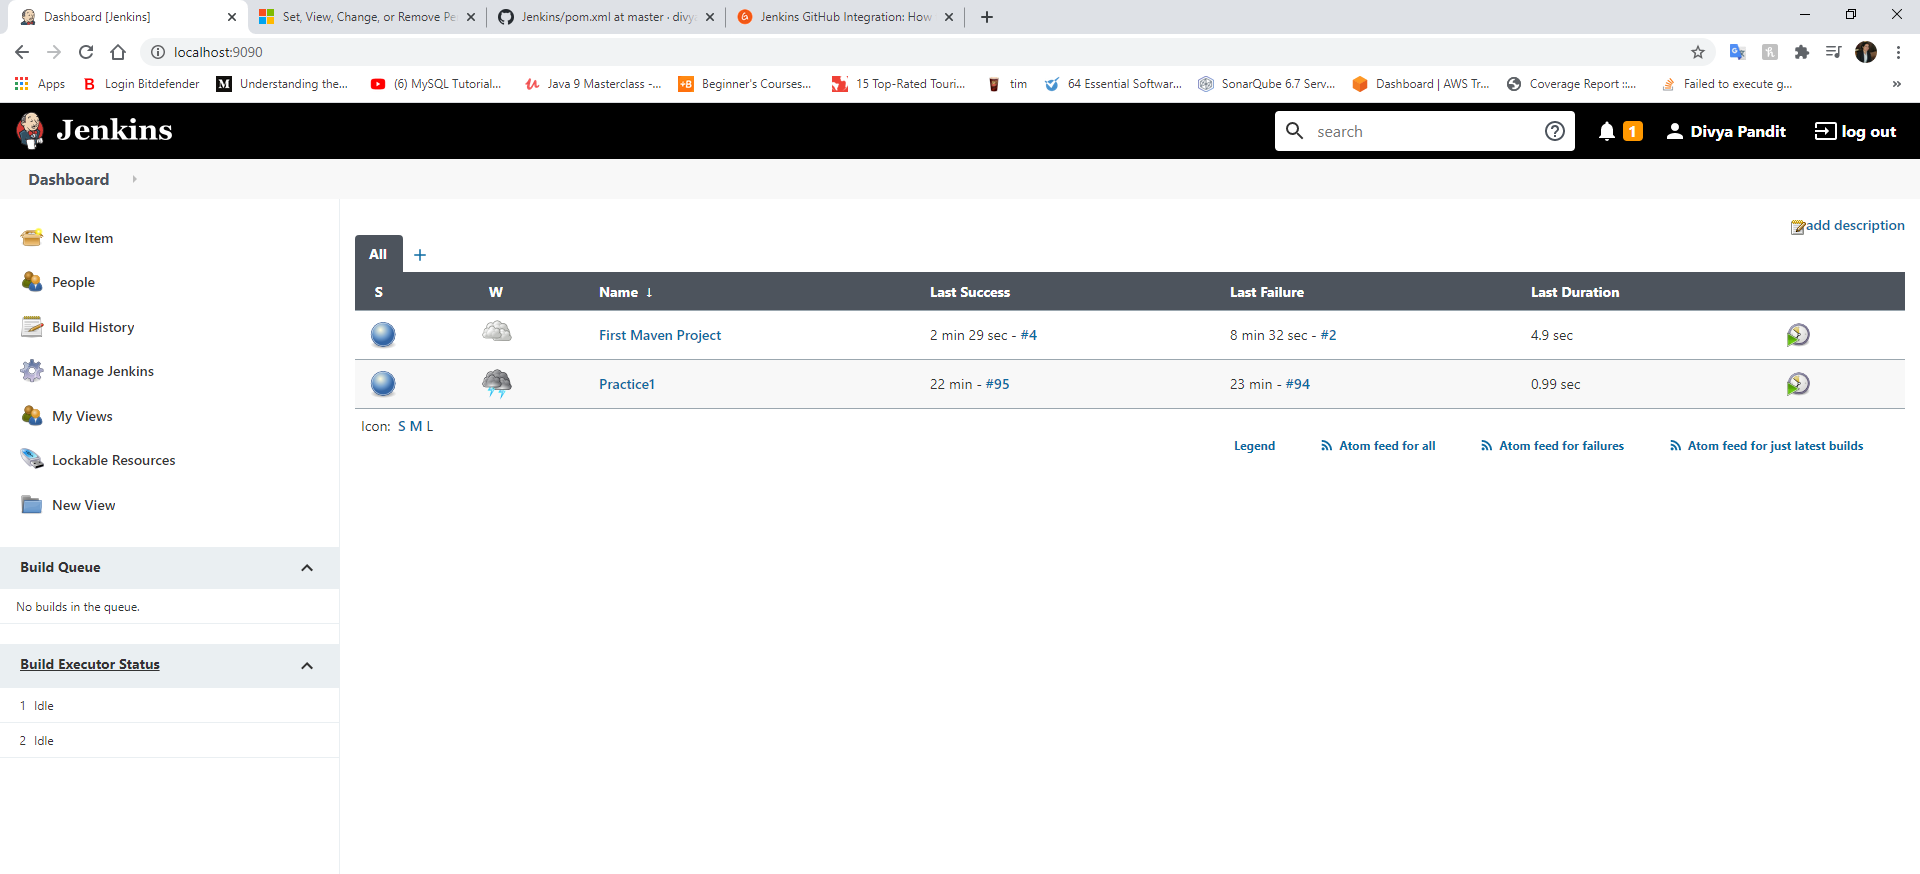 Dashboard [Jenkins]
Set, View, Change, or Remove Pe
Jenkins/pom.xml at master · divy
Jenkins GitHub Integration: How
localhost:9090
Apps
Login Bitdefender
Understanding the...
(6) MySQL Tutorial...
Java 9 Masterclass -...
Beginner's Courses...
15 Top-Rated Touri...
tim
64 Essential Softwar...
SonarQube 6.7 Serv...
Dashboard | AWS Tr...
Coverage Report ::...
Failed to execute g...
»
Jenkins
search
1
Divya Pandit
log out
Dashboard
New Item
People
Build History
Manage Jenkins
My Views
Lockable Resources
New View
Build Queue
No builds in the queue.
Build Executor Status
1 Idle
2 Idle
add description
All +
S W Name ↓ Last Success Last Failure Last Duration
First Maven Project 2 min 29 sec - #4 8 min 32 sec - #2 4.9 sec
Practice1 22 min - #95 23 min - #94 0.99 sec
Icon: S M L
Legend Atom feed for all Atom feed for failures Atom feed for just latest builds